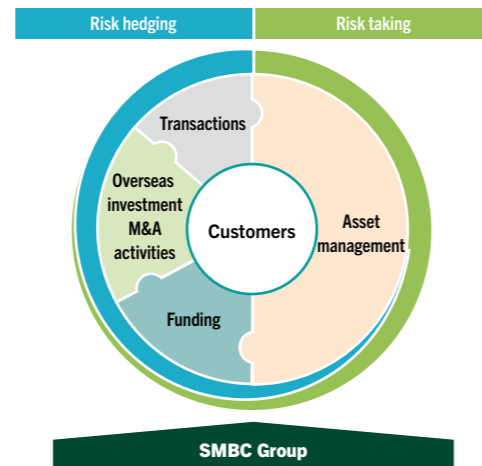 Risk hedging
Risk taking
Transactions
Overseas
investment
M&A
activities
Customers
Asset
management
Funding
SMBC Group